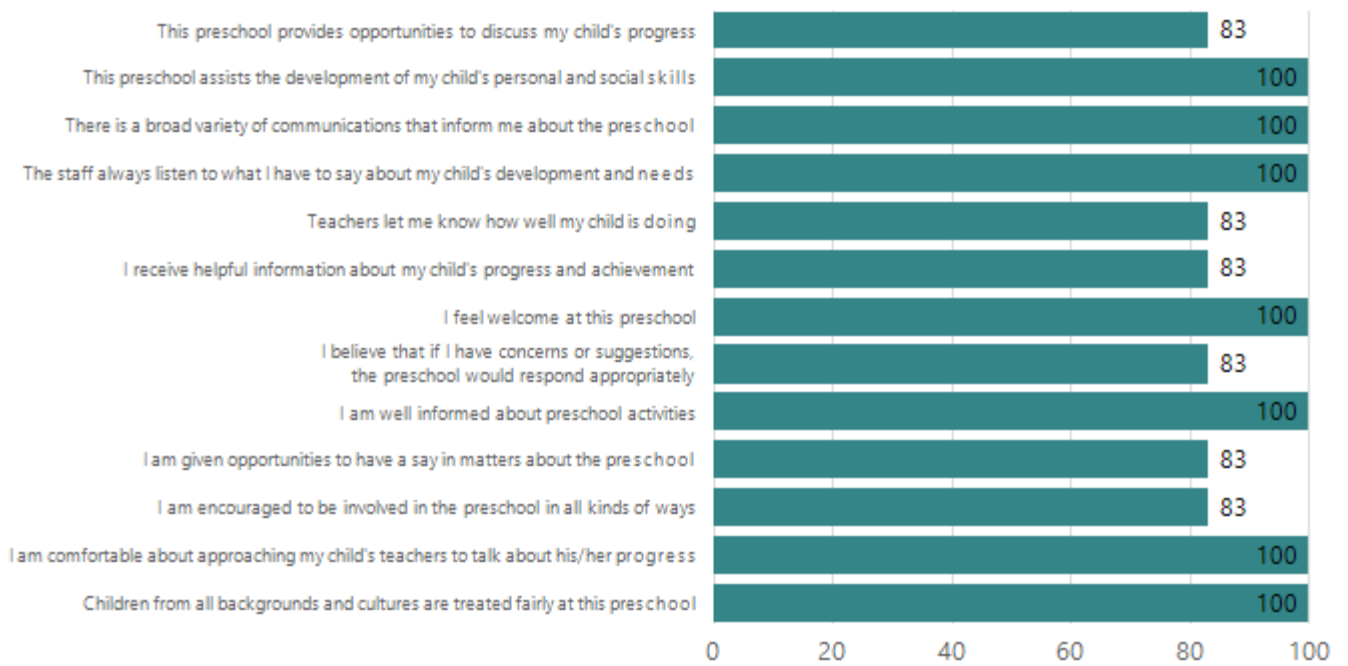 This preschool provides opportunities to discuss my child's progress 83
This preschool assists the development of my child's personal and social skills 100
There is a broad variety of communications that inform me about the preschool 100
The staff always listen to what I have to say about my child's development and needs 100
Teachers let me know how well my child is doing 83
I receive helpful information about my child's progress and achievement 83
I feel welcome at this preschool 100
I believe that if I have concerns or suggestions,
the preschool would respond appropriately 83
I am well informed about preschool activities 100
I am given opportunities to have a say in matters about the preschool 83
I am encouraged to be involved in the preschool in all kinds of ways 83
I am comfortable about approaching my child's teachers to talk about his/her progress 100
Children from all backgrounds and cultures are treated fairly at this preschool 100
0 20 40 60 80 100